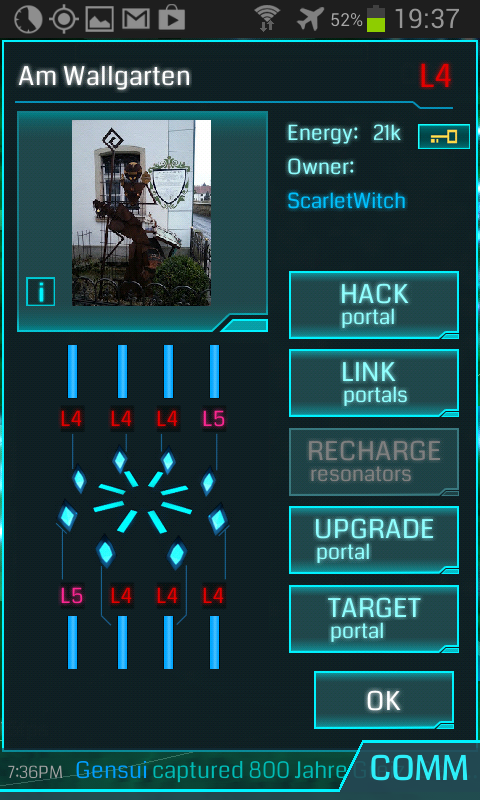 52% 19:37
Am Wallgarten L4
Energy: 21k
Owner:
ScarletWitch
i
HACK
portal
LINK
portals
L4 L4 L4 L5
RECHARGE
resonators
UPGRADE
portal
L5 L4 L4 L4
TARGET
portal
OK
7:36PM Gensui captured 800 Jahre
COMM